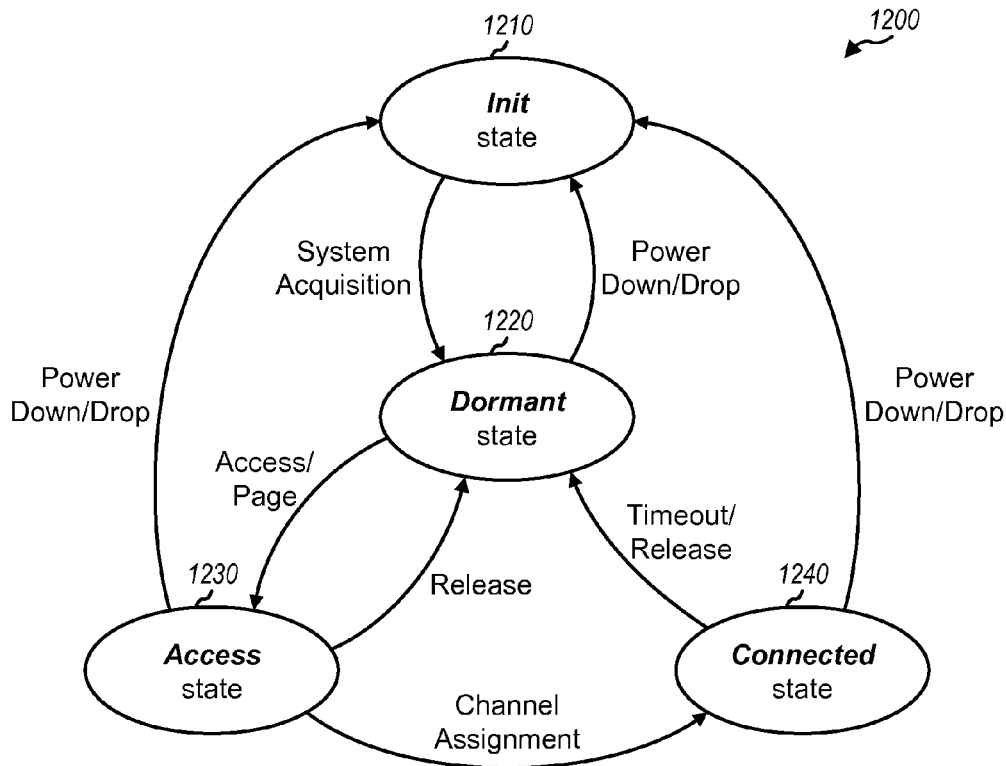 1210
1200
Init
state
System
Acquisition
Power
Down/Drop
1220
Power
Down/Drop
Power
Down/Drop
Dormant
state
Access/
Page
Timeout/
Release
1230
Release
1240
Access
state
Connected
state
Channel
Assignment